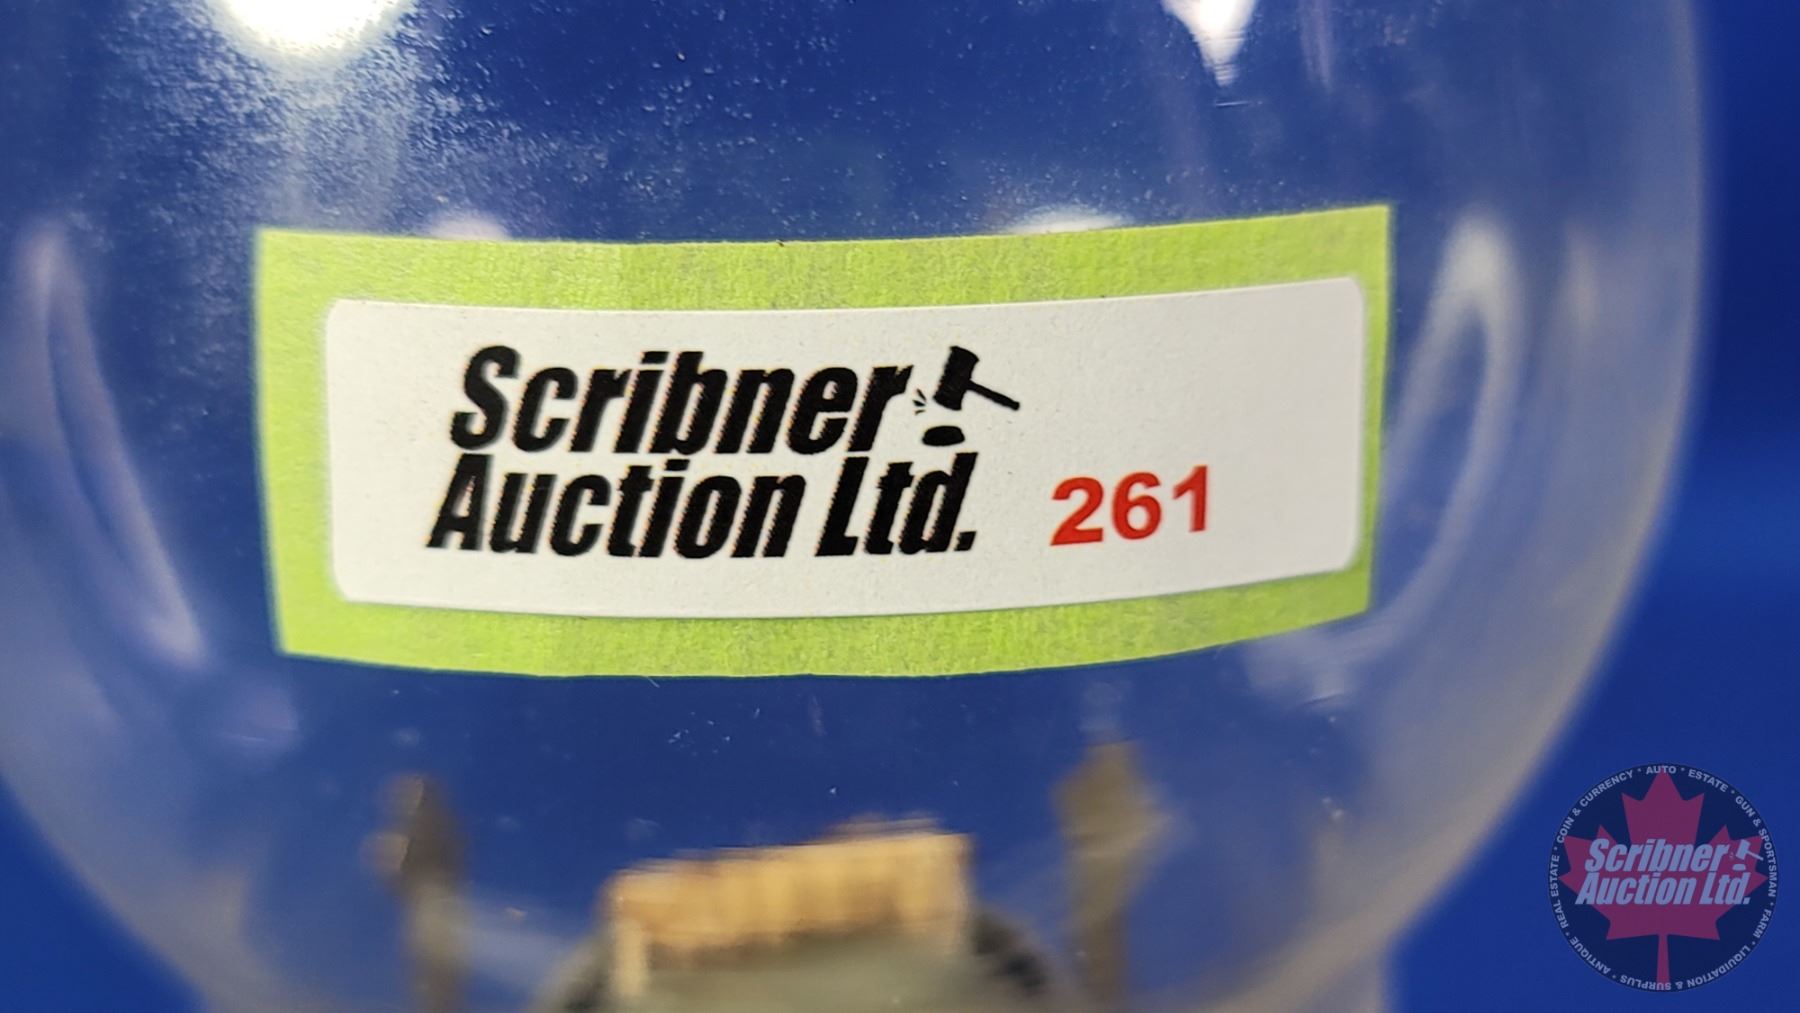 Scribner
Auction Ltd. 261
COIN & CURRENCY • AUTO • ESTATE • GUN & SPORTSMAN • FARM • LIQUIDATION & SURPLUS • ANTIQUE • REAL ESTATE •
Scribner
Auction Ltd.